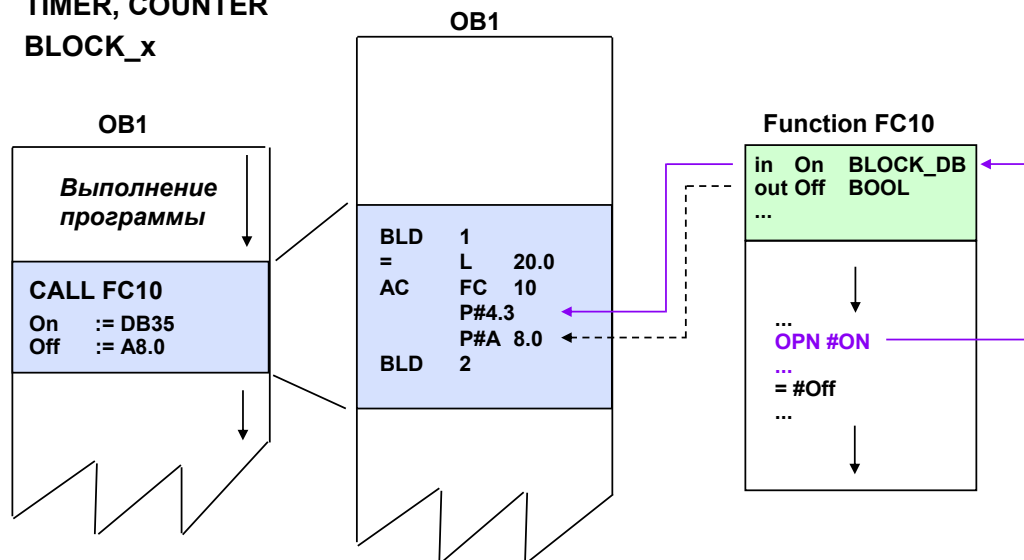 TIMER, COUNTER
BLOCK_x
OB1
Выполнение
программы
CALL FC10
On := DB35
Off := A8.0
OB1
BLD 1
= L 20.0
AC FC 10
P#4.3
P#A 8.0
BLD 2
Function FC10
in On BLOCK_DB
out Off BOOL
...
...
OPN #ON
...
= #Off
...